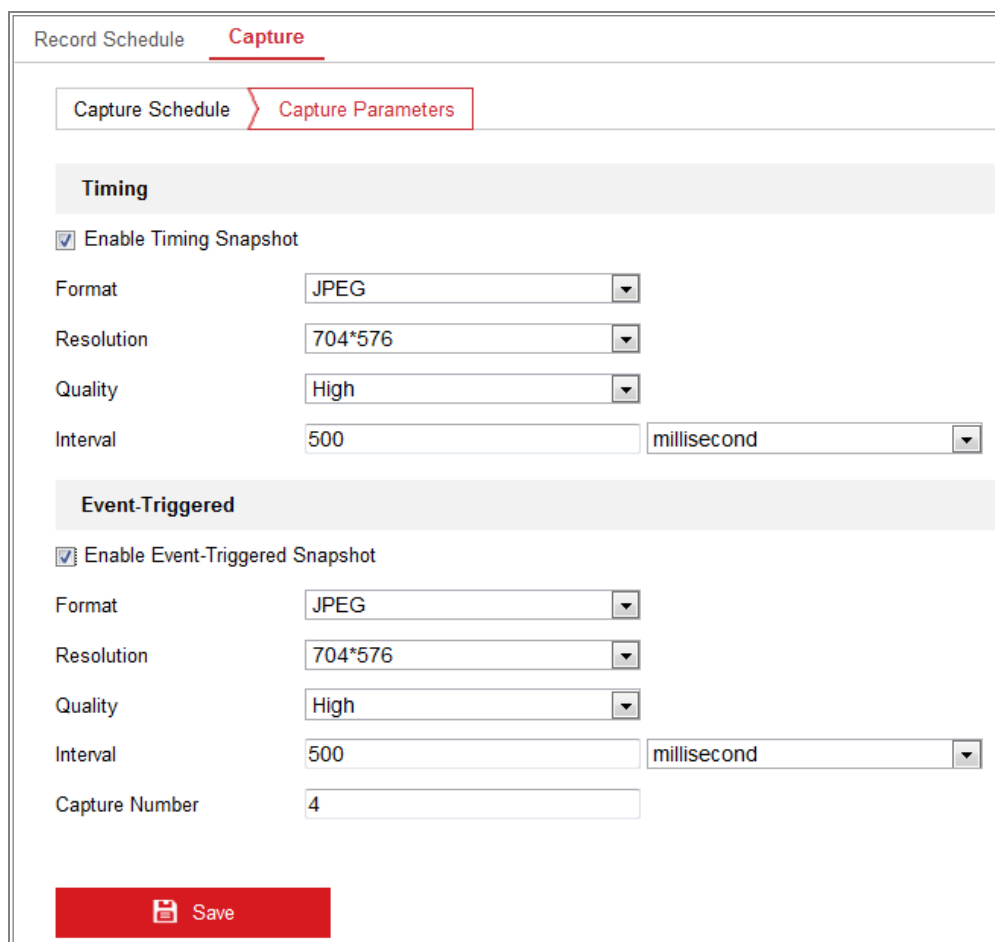 Record Schedule Capture
Capture Schedule Capture Parameters
Timing
Enable Timing Snapshot
Format JPEG
Resolution 704*576
Quality High
Interval 500 millisecond
Event-Triggered
Enable Event-Triggered Snapshot
Format JPEG
Resolution 704*576
Quality High
Interval 500 millisecond
Capture Number 4
Save